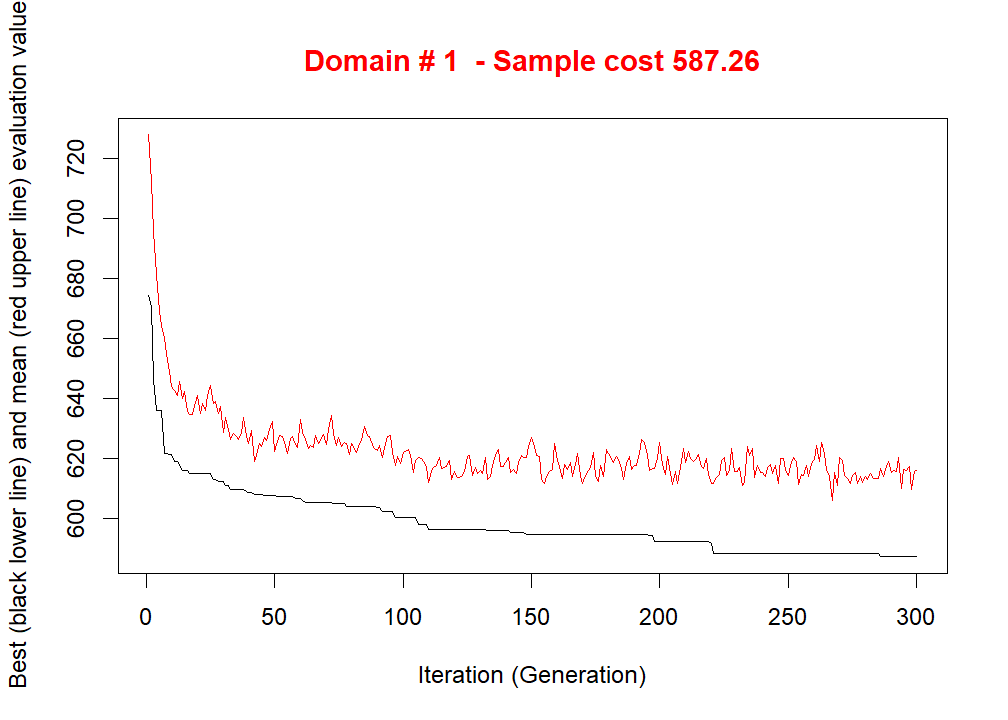 Domain # 1  - Sample cost 587.26
Best (black lower line) and mean (red upper line) evaluation value
720
700
680
660
640
620
600
0 50 100 150 200 250 300
Iteration (Generation)